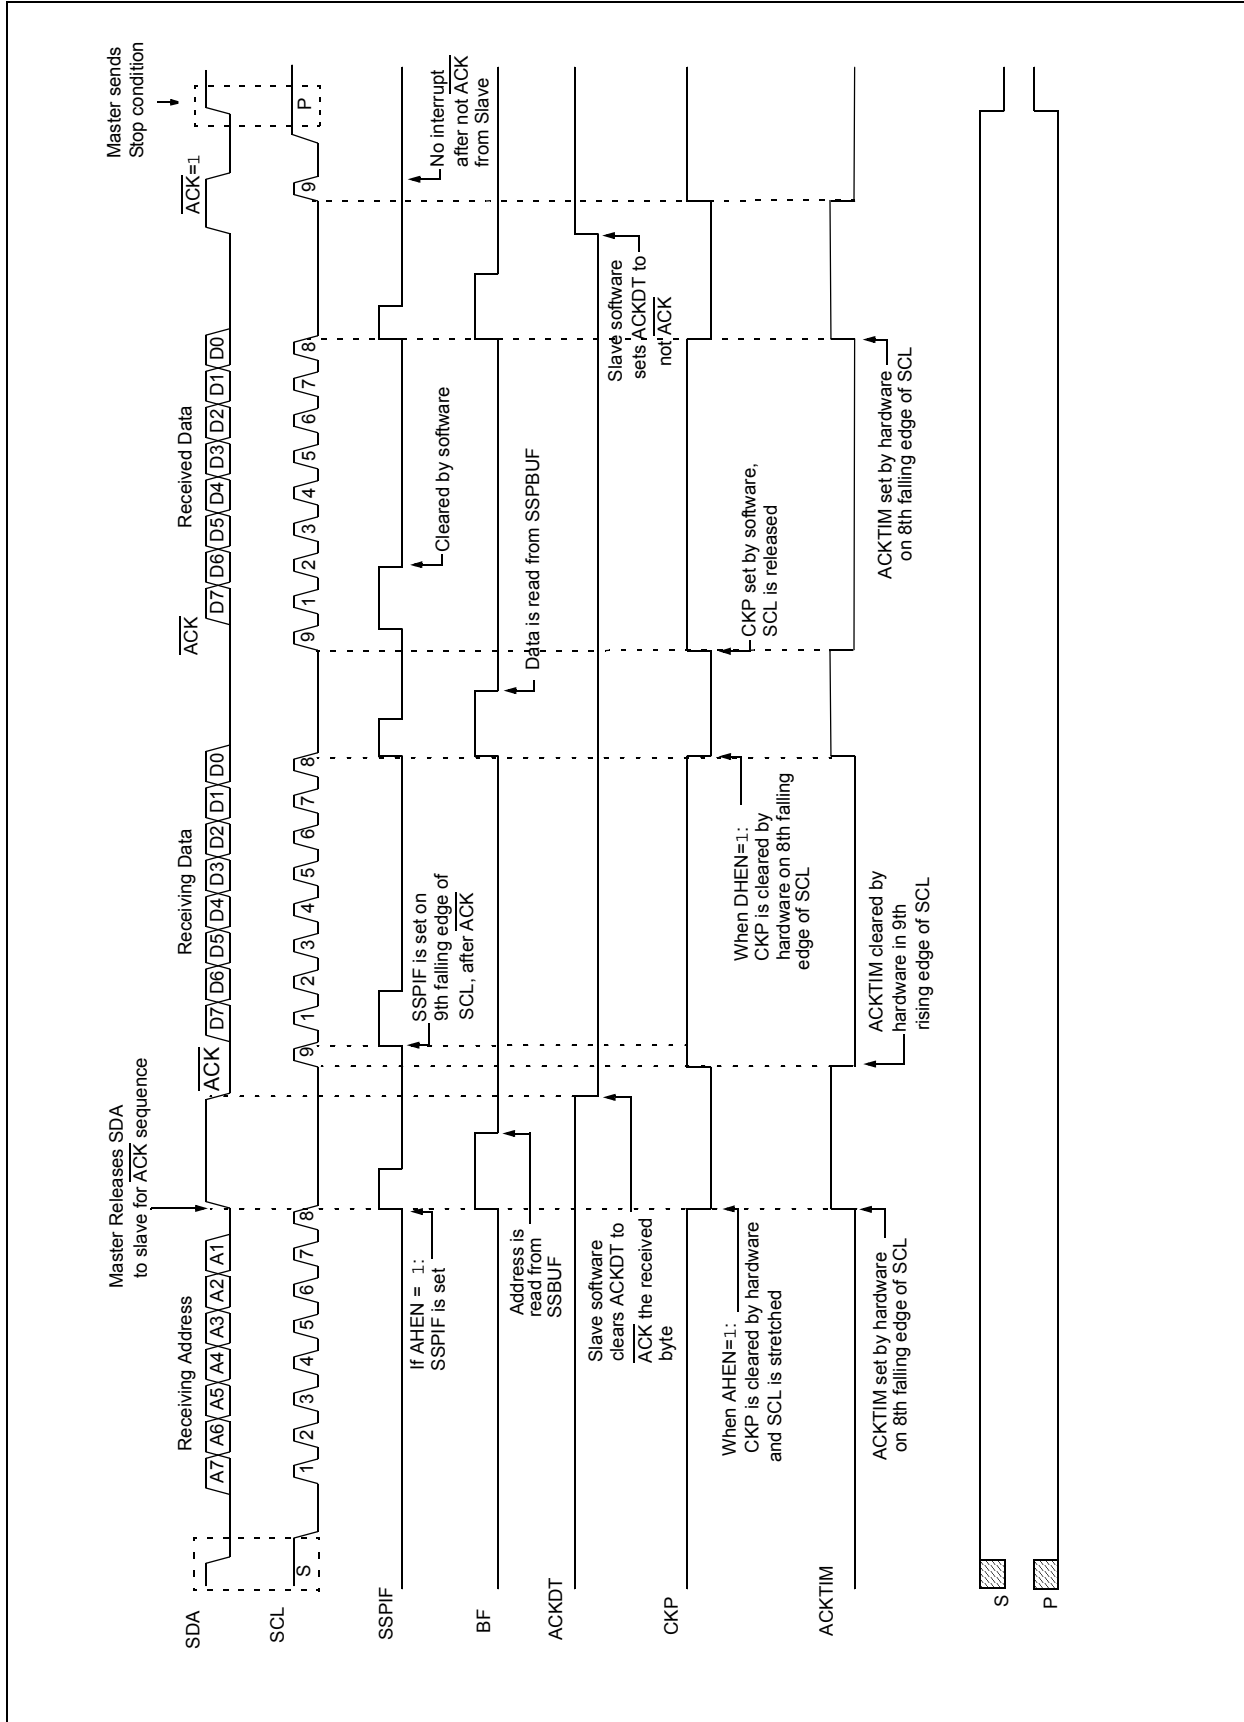 Master Releases SDA
to slave for ACK sequence
Master sends
Stop condition
Receiving Address
ACK
Receiving Data
ACK
Received Data
ACK=1
SDA
A7 A6 A5 A4 A3 A2 A1
D7 D6 D5 D4 D3 D2 D1 D0
D7 D6 D5 D4 D3 D2 D1 D0
SCL
S
1 2 3 4 5 6 7 8
9
1 2 3 4 5 6 7 8
9
1 2 3 4 5 6 7 8
9
P
SSPIF
If AHEN = 1:
SSPIF is set
SSPIF is set on
9th falling edge of
SCL, after ACK
Cleared by software
No interrupt
after not ACK
from Slave
BF
Address is
read from
SSBUF
Data is read from SSPBUF
ACKDT
Slave software
clears ACKDT to
ACK the received
byte
Slave software
sets ACKDT to
not ACK
CKP
When AHEN=1:
CKP is cleared by hardware
and SCL is stretched
When DHEN=1:
CKP is cleared by
hardware on 8th falling
edge of SCL
CKP set by software,
SCL is released
ACKTIM
ACKTIM set by hardware
on 8th falling edge of SCL
ACKTIM cleared by
hardware in 9th
rising edge of SCL
ACKTIM set by hardware
on 8th falling edge of SCL
S
P